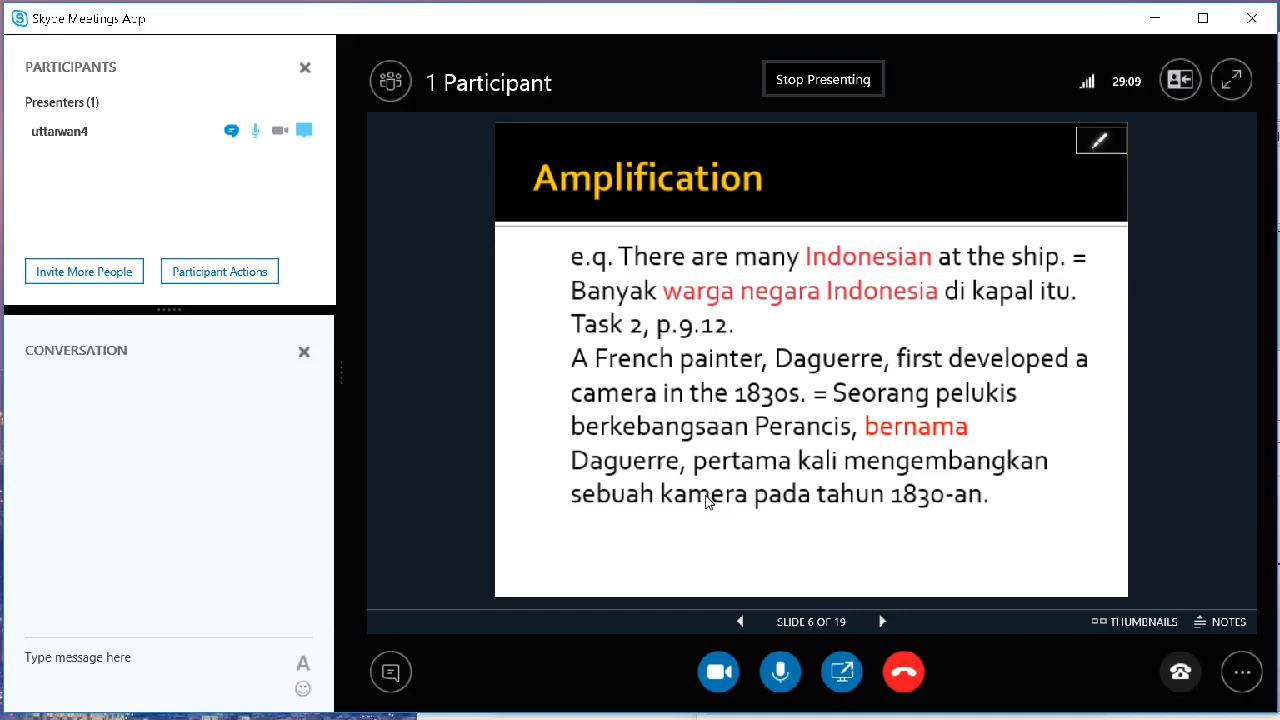 Skype Meetings App
PARTICIPANTS
Presenters (1)
uttaiwan4
Invite More People
Participant Actions
CONVERSATION
Type message here
A
1 Participant
Stop Presenting
29:09
Amplification
e.q. There are many Indonesian at the ship. =
Banyak warga negara Indonesia di kapal itu.
Task 2, p.9.12.
A French painter, Daguerre, first developed a
camera in the 1830s. = Seorang pelukis
berkebangsaan Perancis, bernama
Daguerre, pertama kali mengembangkan
sebuah kamera pada tahun 1830-an.
SLIDE 6 OF 19
THUMBNAILS
NOTES